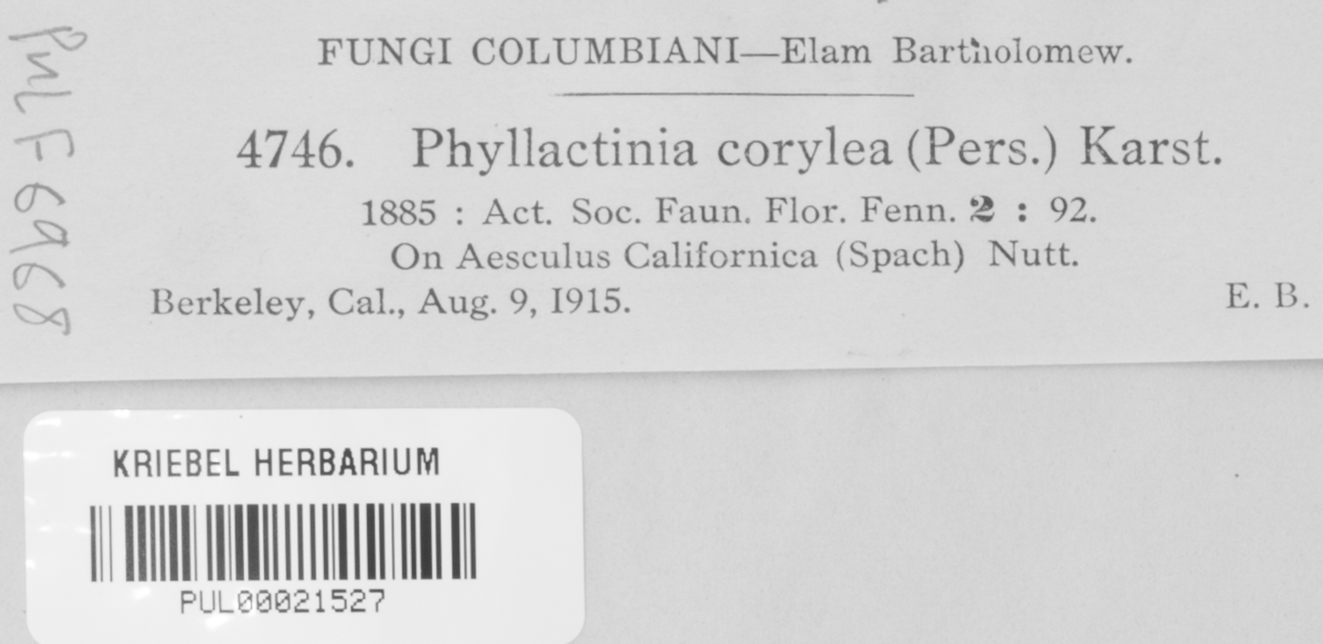 FUNGI COLUMBIANI—Elam Bartholomew.
4746. Phyllactinia corylea (Pers.) Karst.
1885 : Act. Soc. Faun. Flor. Fenn. 2 : 92.
On Aesculus Californica (Spach) Nutt.
Berkeley, Cal., Aug. 9, 1915. E. B.
PUL F6968
KRIEBEL HERBARIUM
PUL00021527